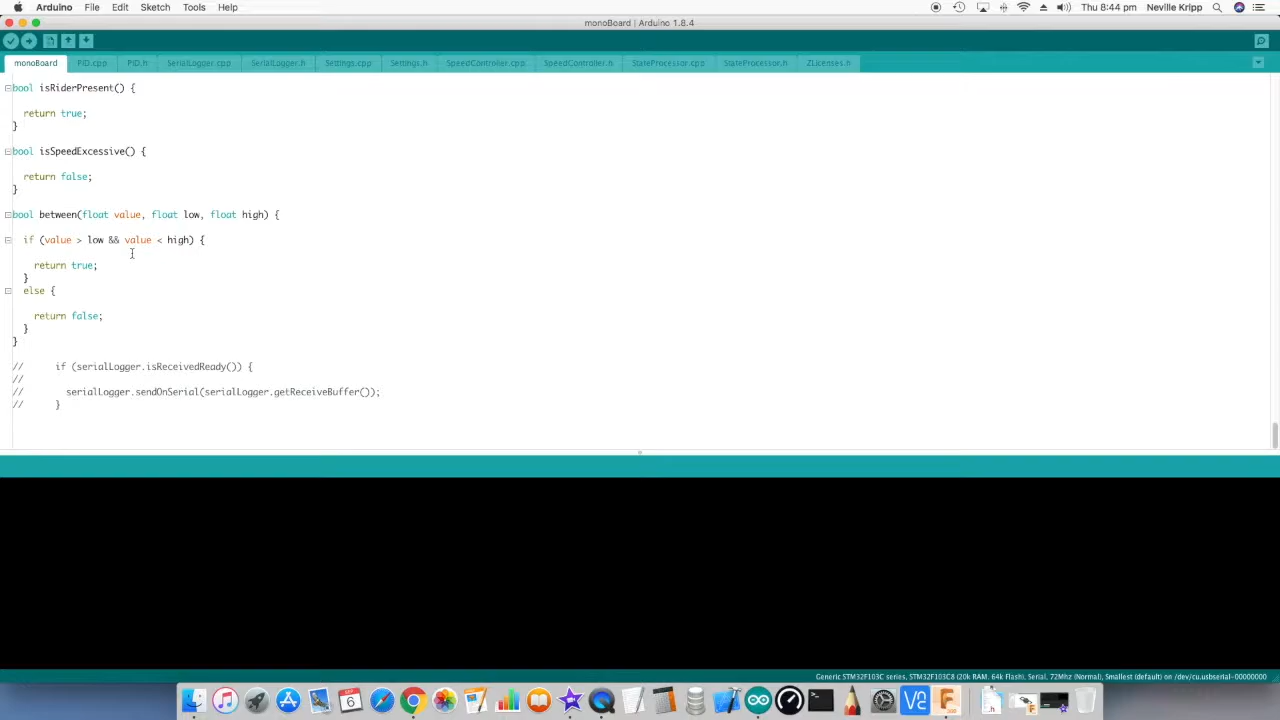 Arduino File Edit Sketch Tools Help Thu 8:44 pm Neville Kripp
monoBoard | Arduino 1.8.4
monoBoard PID.cpp PID.h SerialLogger.cpp SerialLogger.h Settings.cpp Settings.h SpeedController.cpp SpeedController.h StateProcessor.cpp StateProcessor.h ZLicenses.h
bool isRiderPresent() {
return true;
}
bool isSpeedExcessive() {
return false;
}
bool between(float value, float low, float high) {
if (value > low && value < high) {
return true;
}
else {
return false;
}
}
// if (serialLogger.isReceivedReady()) {
//
// serialLogger.sendOnSerial(serialLogger.getReceiveBuffer());
// }
Generic STM32F103C series, STM32F103C8 (20k RAM. 64k Flash), Serial, 72Mhz (Normal), Smallest (default) on /dev/cu.usbserial-00000000